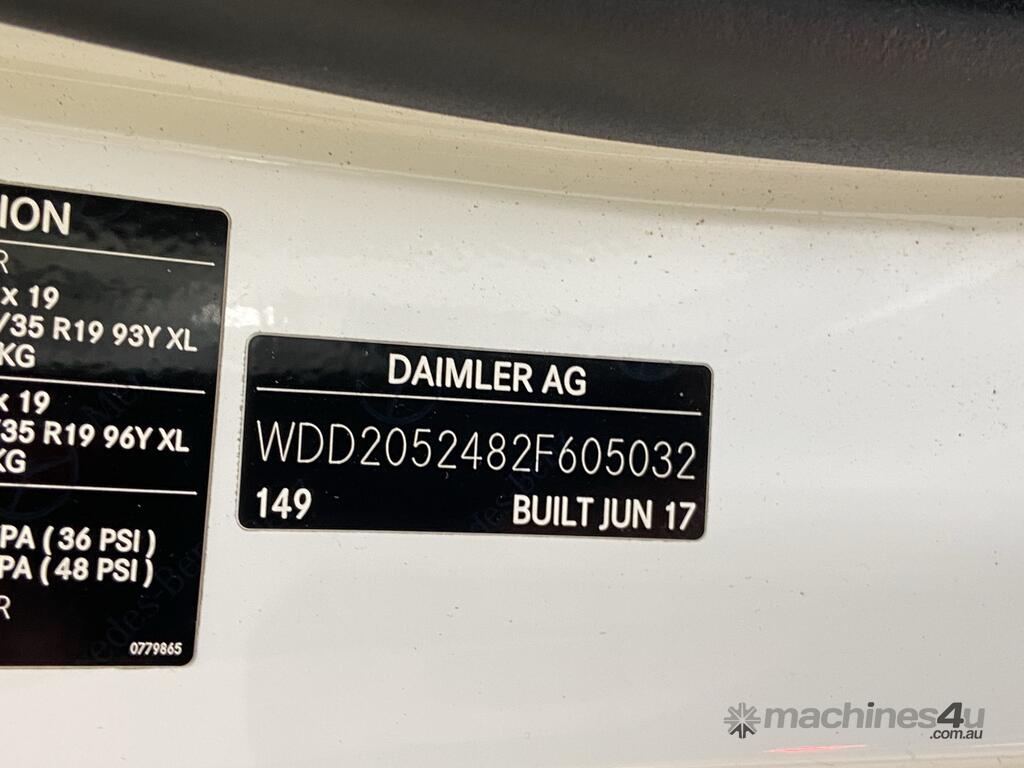 ION
R
x 19
/35 R19 93Y XL
KG
x 19
/35 R19 96Y XL
KG
PA ( 36 PSI )
PA ( 48 PSI )
R
0779865
DAIMLER AG
WDD2052482F605032
149 BUILT JUN 17
machines4u
.com.au